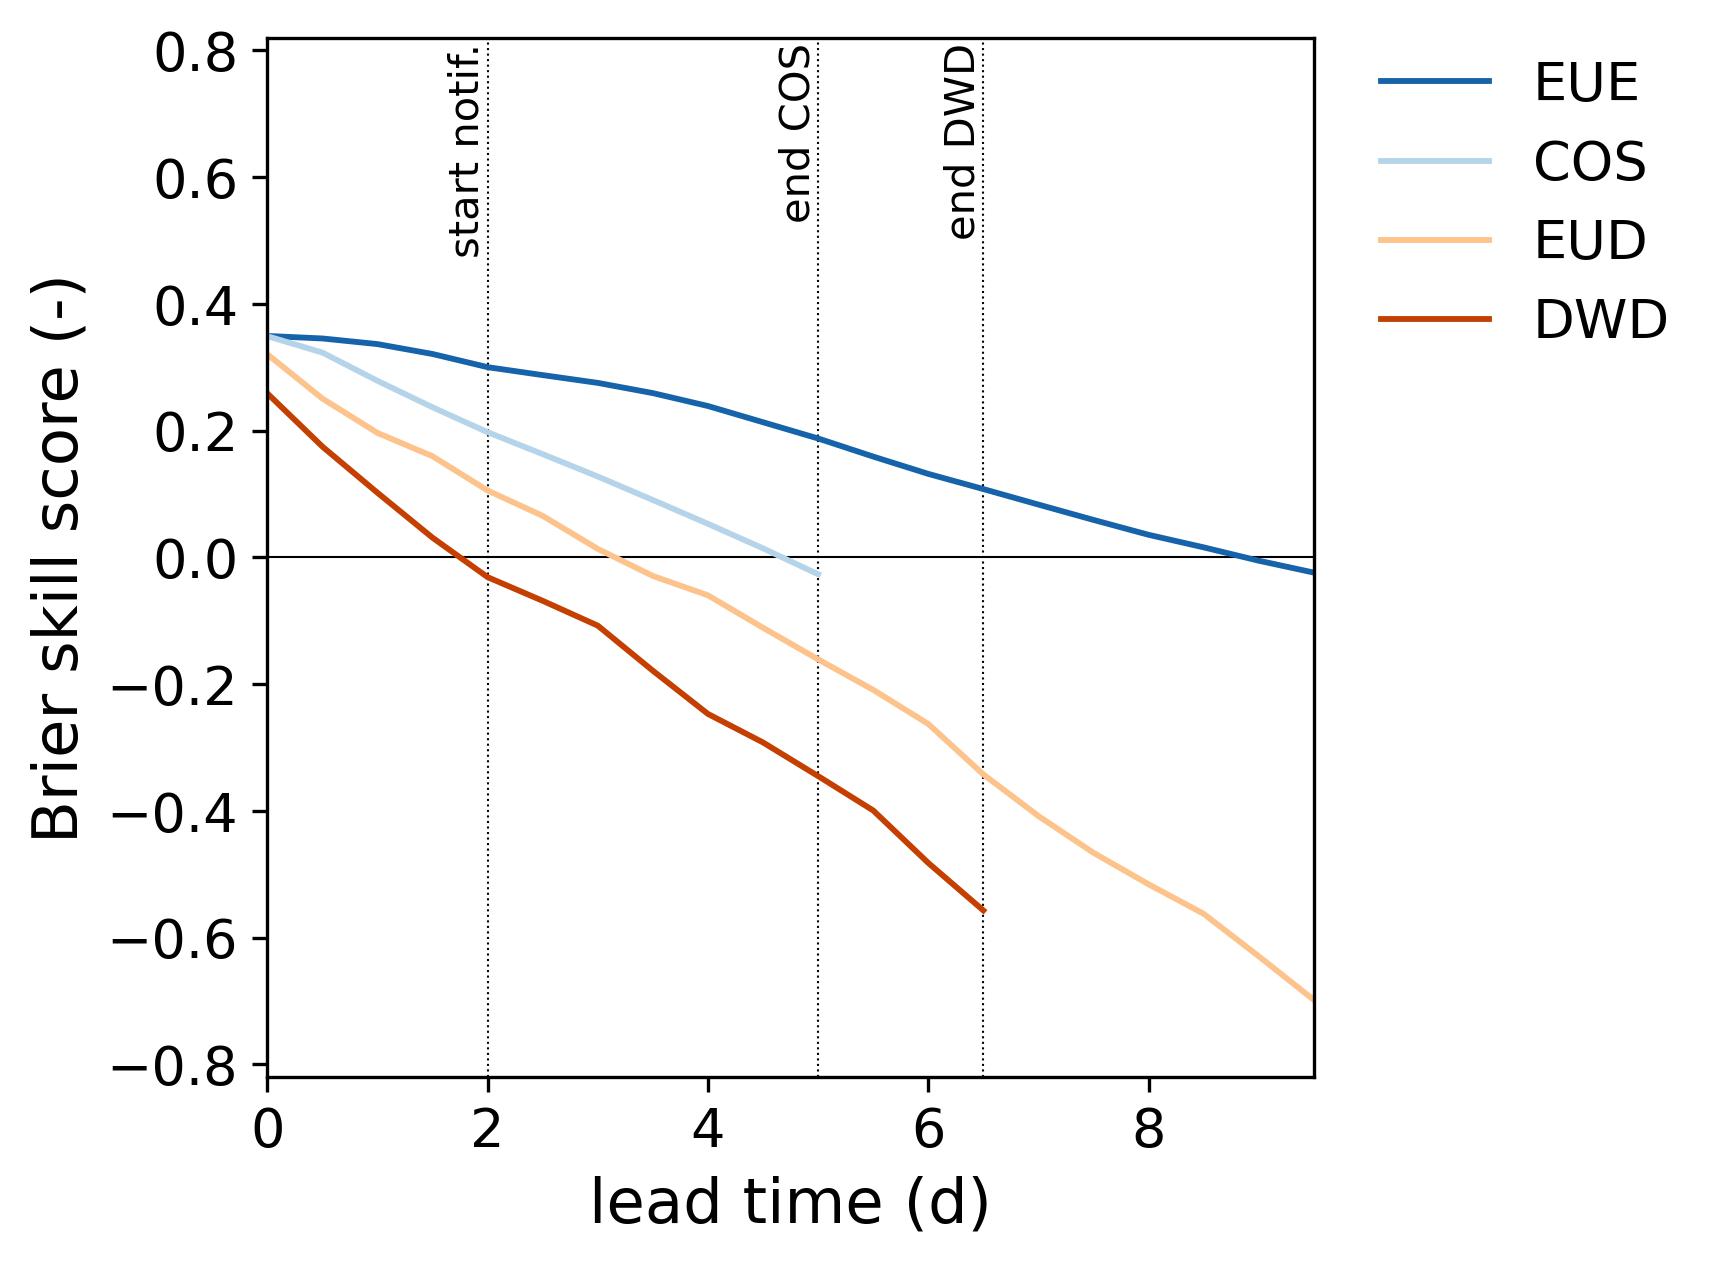 0.8
0.6
0.4
0.2
0.0
−0.2
−0.4
−0.6
−0.8
Brier skill score (-)
start notif.
end COS
end DWD
0 2 4 6 8
lead time (d)
EUE
COS
EUD
DWD